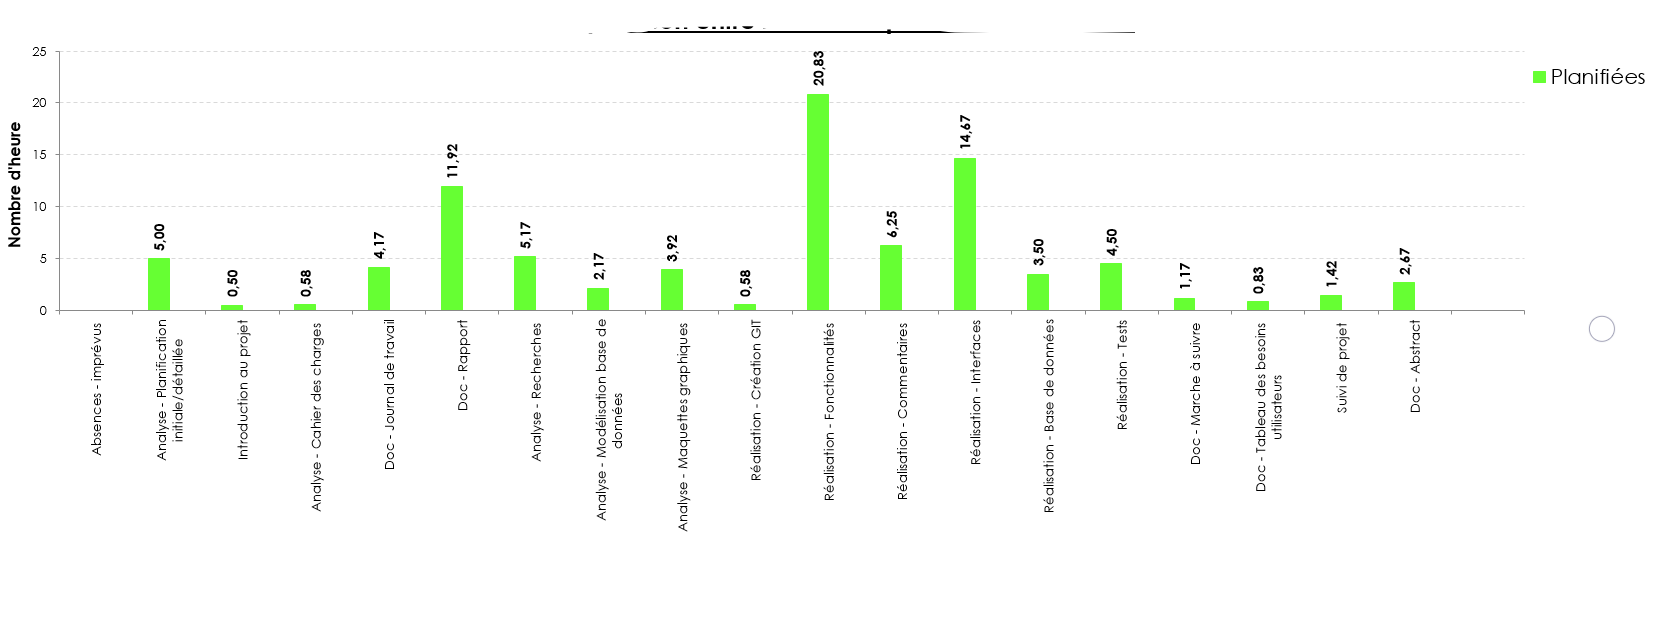 25
20
15
10
5
0
Nombre d'heure
5,00
0,50
0,58
4,17
11,92
5,17
2,17
3,92
0,58
20,83
6,25
14,67
3,50
4,50
1,17
0,83
1,42
2,67
Planifiées
Absences - imprévus
Analyse - Planification
initiale/détaillée
Introduction au projet
Analyse - Cahier des charges
Doc - Journal de travail
Doc - Rapport
Analyse - Recherches
Analyse - Modélisation base de
données
Analyse - Maquettes graphiques
Réalisation - Création GIT
Réalisation - Fonctionnalités
Réalisation - Commentaires
Réalisation - Interfaces
Réalisation - Base de données
Réalisation - Tests
Doc - Marche à suivre
Doc - Tableau des besoins
utilisateurs
Suivi de projet
Doc - Abstract